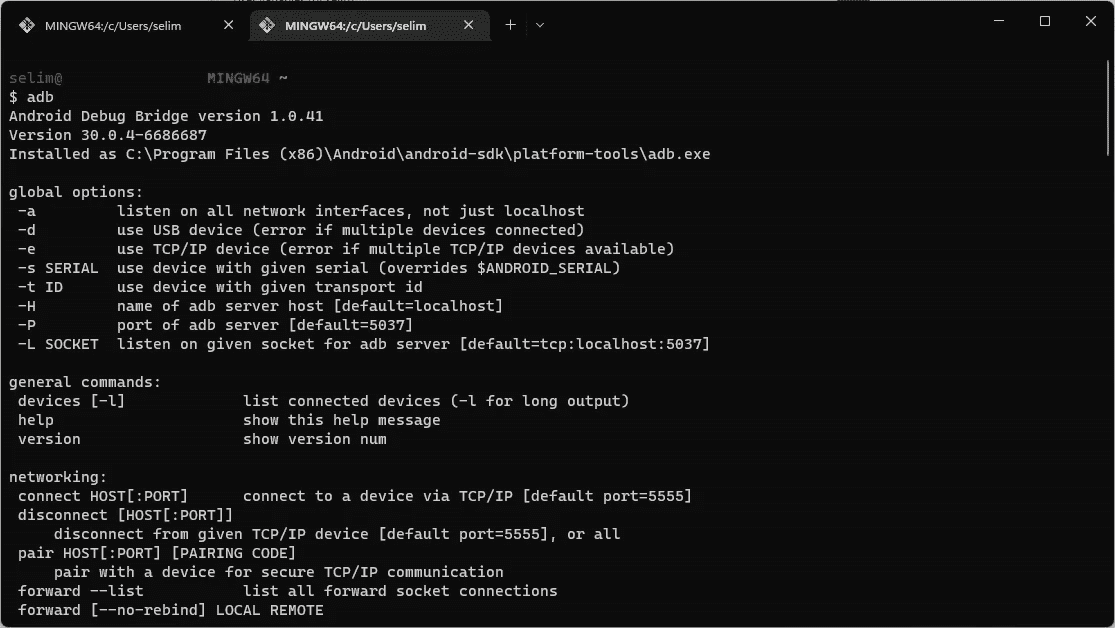 MINGW64:/c/Users/selim
MINGW64:/c/Users/selim
selim@ MINGW64 ~
$ adb
Android Debug Bridge version 1.0.41
Version 30.0.4-6686687
Installed as C:\Program Files (x86)\Android\android-sdk\platform-tools\adb.exe
global options:
-a listen on all network interfaces, not just localhost
-d use USB device (error if multiple devices connected)
-e use TCP/IP device (error if multiple TCP/IP devices available)
-s SERIAL use device with given serial (overrides $ANDROID_SERIAL)
-t ID use device with given transport id
-H name of adb server host [default=localhost]
-P port of adb server [default=5037]
-L SOCKET listen on given socket for adb server [default=tcp:localhost:5037]
general commands:
devices [-l] list connected devices (-l for long output)
help show this help message
version show version num
networking:
connect HOST[:PORT] connect to a device via TCP/IP [default port=5555]
disconnect [HOST[:PORT]]
disconnect from given TCP/IP device [default port=5555], or all
pair HOST[:PORT] [PAIRING CODE]
pair with a device for secure TCP/IP communication
forward --list list all forward socket connections
forward [--no-rebind] LOCAL REMOTE